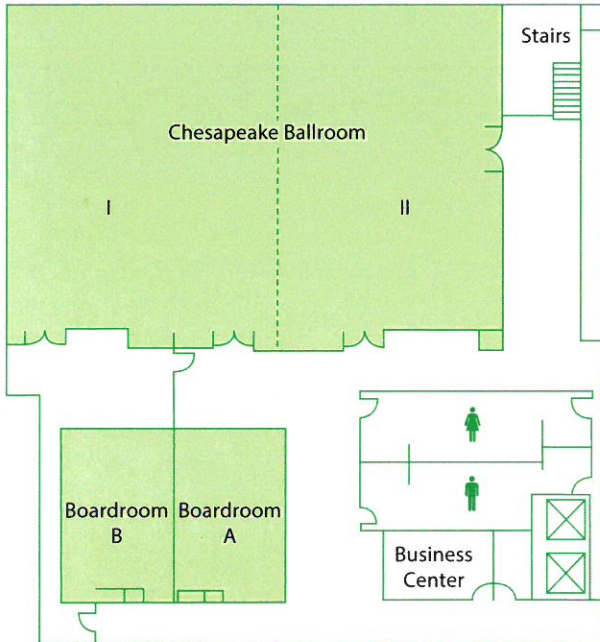 Stairs
Chesapeake Ballroom
I
II
Boardroom
B
Boardroom
A
Business
Center